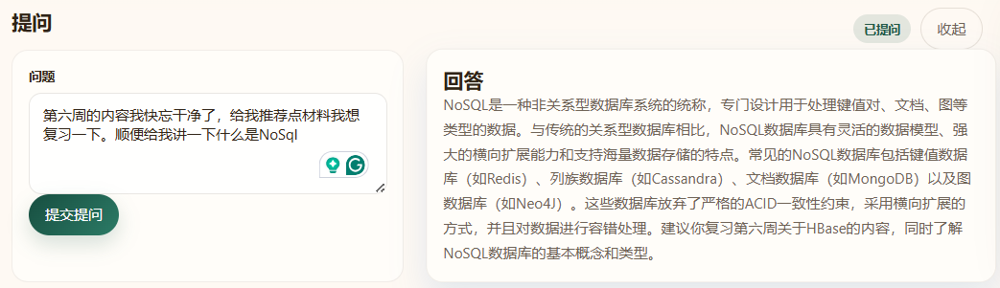 提问
已提问
收起
问题
第六周的内容我快忘干净了，给我推荐点材料我想
复习一下。顺便给我讲一下什么是NoSql
提交提问
回答
NoSQL是一种非关系型数据库系统的统称，专门设计用于处理键值对、文档、图等
类型的数据。与传统的关系型数据库相比，NoSQL数据库具有灵活的数据模型、强
大的横向扩展能力和支持海量数据存储的特点。常见的NoSQL数据库包括键值数据
库（如Redis）、列族数据库（如Cassandra）、文档数据库（如MongoDB）以及图
数据库（如Neo4J）。这些数据库放弃了严格的ACID一致性约束，采用横向扩展的
方式，并且对数据进行容错处理。建议你复习第六周关于HBase的内容，同时了解
NoSQL数据库的基本概念和类型。